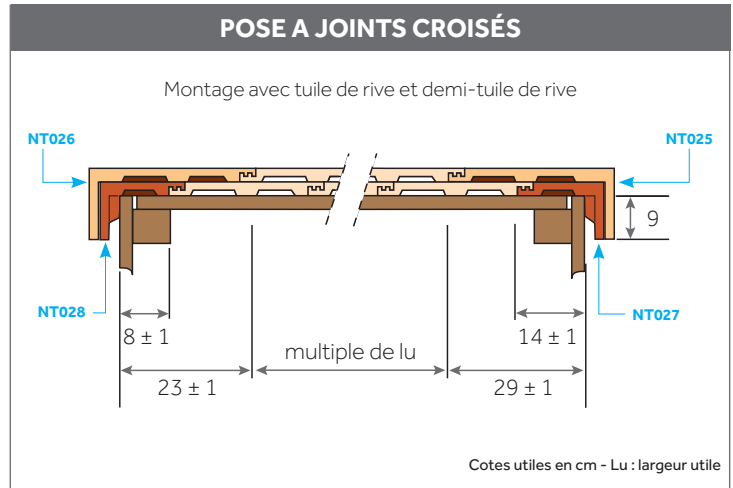 POSE A JOINTS CROISÉS
Montage avec tuile de rive et demi-tuile de rive
NT026
NT025
9
NT028
NT027
8 ± 1
14 ± 1
multiple de lu
23 ± 1
29 ± 1
Cotes utiles en cm - Lu : largeur utile